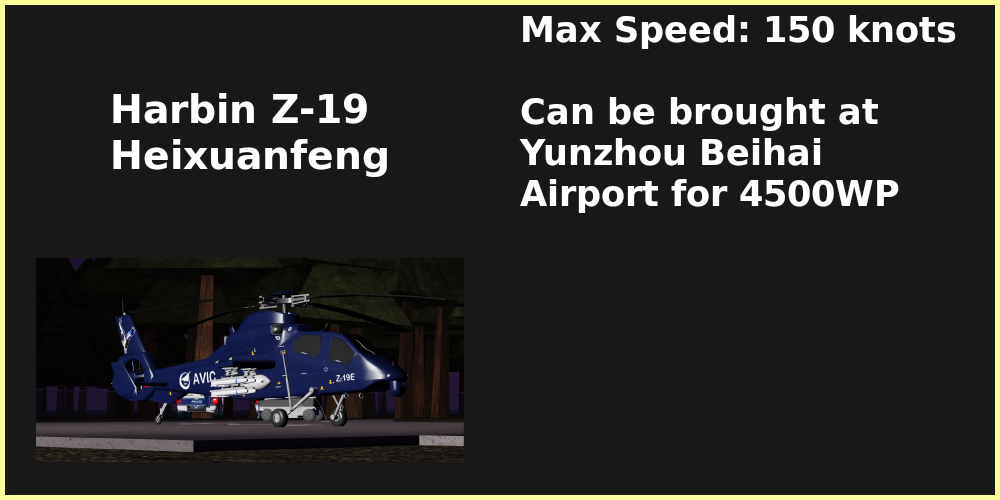 Harbin Z-19
Heixuanfeng
Max Speed: 150 knots
Can be brought at
Yunzhou Beihai
Airport for 4500WP
AVIC
Z-19E